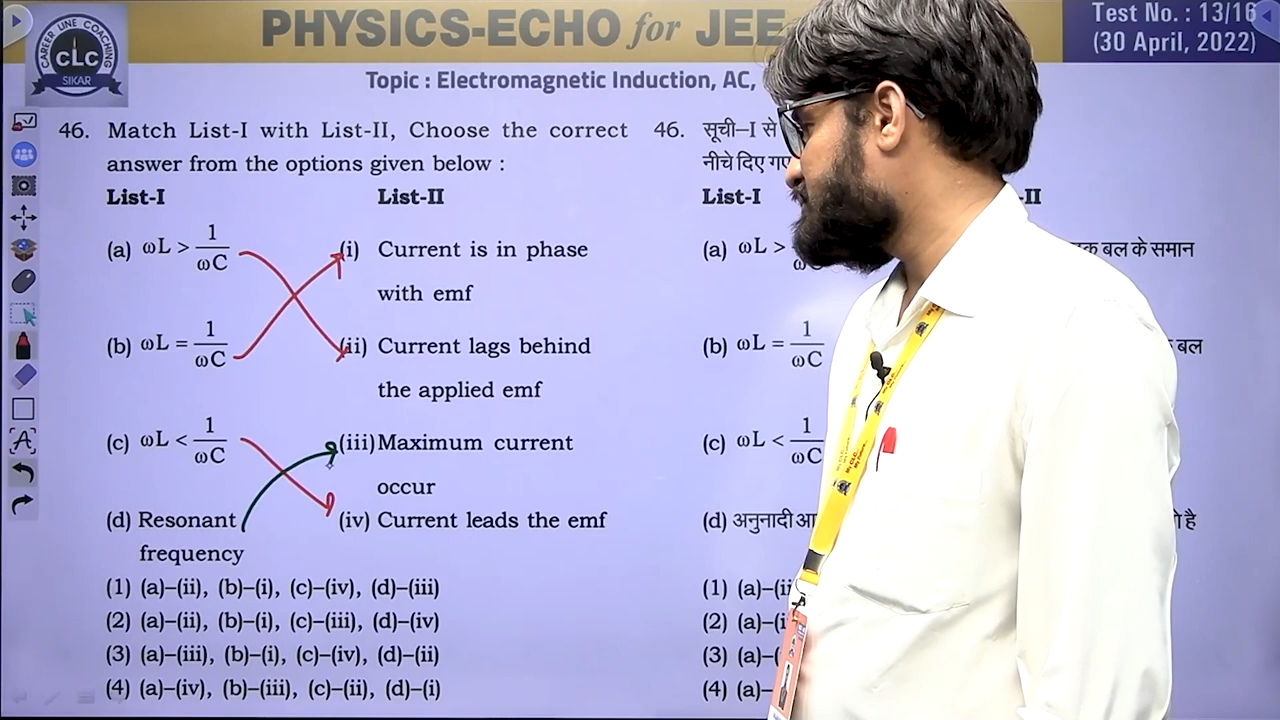 PHYSICS-ECHO for JEE
Test No. : 13/16
(30 April, 2022)
CAREER LINE COACHING
CLC
SIKAR
Topic : Electromagnetic Induction, AC,
46. Match List-I with List-II, Choose the correct
answer from the options given below :
List-I List-II
(a) ωL > 1/ωC (i) Current is in phase
with emf
(b) ωL = 1/ωC (ii) Current lags behind
the applied emf
(c) ωL < 1/ωC (iii) Maximum current
occur
(d) Resonant (iv) Current leads the emf
frequency
(1) (a)–(ii), (b)–(i), (c)–(iv), (d)–(iii)
(2) (a)–(ii), (b)–(i), (c)–(iii), (d)–(iv)
(3) (a)–(iii), (b)–(i), (c)–(iv), (d)–(ii)
(4) (a)–(iv), (b)–(iii), (c)–(ii), (d)–(i)
46. सूची–I से
नीचे दिए
List-I -II
(a) ωL > ωC बल के समान
(b) ωL = 1/ωC बल
(c) ωL < 1/ωC
(d) अनुनादी है
(1) (a)–(ii
(2) (a)–(i
(3) (a)–(
(4) (a)–